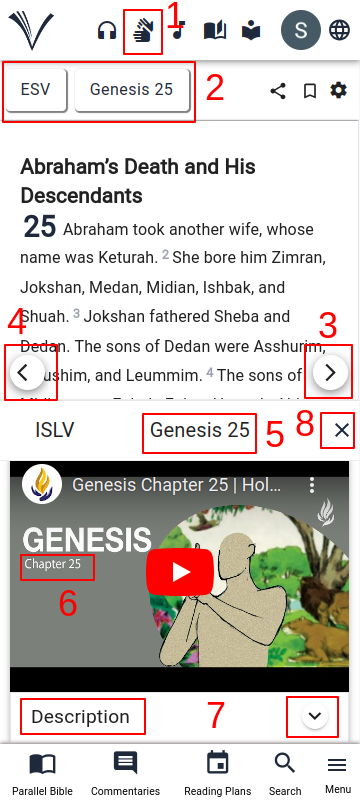 1
S
ESV
Genesis 25
2
Abraham's Death and His
Descendants
25 Abraham took another wife, whose
name was Keturah. 2 She bore him Zimran,
Jokshan, Medan, Midian, Ishbak, and
Shuah. 3 Jokshan fathered Sheba and
4
3
Dedan. The sons of Dedan were Asshurim,
and Leummim. 4 The sons of
ISLV
Genesis 25
5
8
Genesis Chapter 25 | Hol...
GENESIS
Chapter 25
6
Description
7
Parallel Bible
Commentaries
Reading Plans
Search
Menu